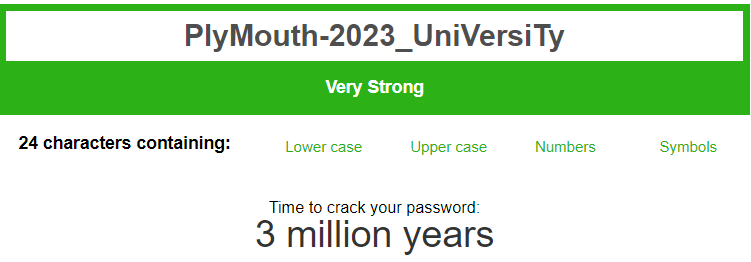 PlyMouth-2023_UniVersiTy
Very Strong
24 characters containing: Lower case Upper case Numbers Symbols
Time to crack your password:
3 million years